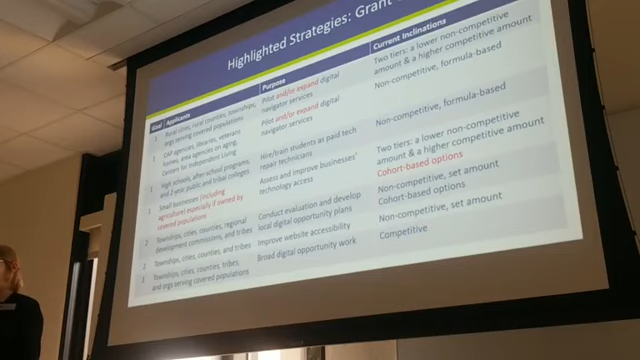 Highlighted Strategies: Grant
Goal Applicants Purpose Current Inclinations
1 Rural cities, rural counties, townships,
orgs serving covered populations
Pilot and/or expand digital
navigator services
Two tiers: a lower non-competitive
amount & a higher competitive amount
1 CAP agencies, libraries, veterans
homes, area agencies on aging,
Centers for Independent Living
Pilot and/or expand digital
navigator services
Non-competitive, formula-based
1 High schools, after-school programs,
and 2-year public and tribal colleges
Hire/train students as paid tech
repair technicians
Non-competitive, formula-based
1 Small businesses (including
agriculture) especially if owned by
covered populations
Assess and improve businesses'
technology access
Two tiers: a lower non-competitive
amount & a higher competitive amount
Cohort-based options
2 Townships, cities, counties, regional
development commissions, and tribes
Conduct evaluation and develop
local digital opportunity plans
Non-competitive, set amount
Cohort-based options
Townships, cities, counties, and tribes
Improve website accessibility
Non-competitive, set amount
Townships, cities, counties, tribes,
and orgs serving covered populations
Broad digital opportunity work
Competitive